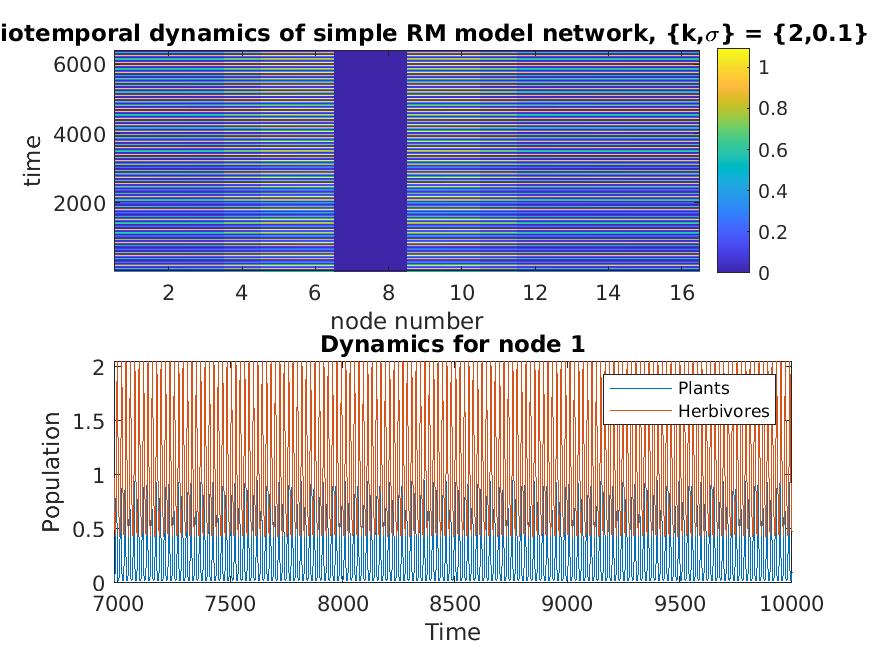 iotemporal dynamics of simple RM model network, {k,σ} = {2,0.1}
6000
4000
2000
time
2 4 6 8 10 12 14 16
node number
1
0.8
0.6
0.4
0.2
0
Dynamics for node 1
Plants
Herbivores
2
1.5
1
0.5
0
Population
7000 7500 8000 8500 9000 9500 10000
Time